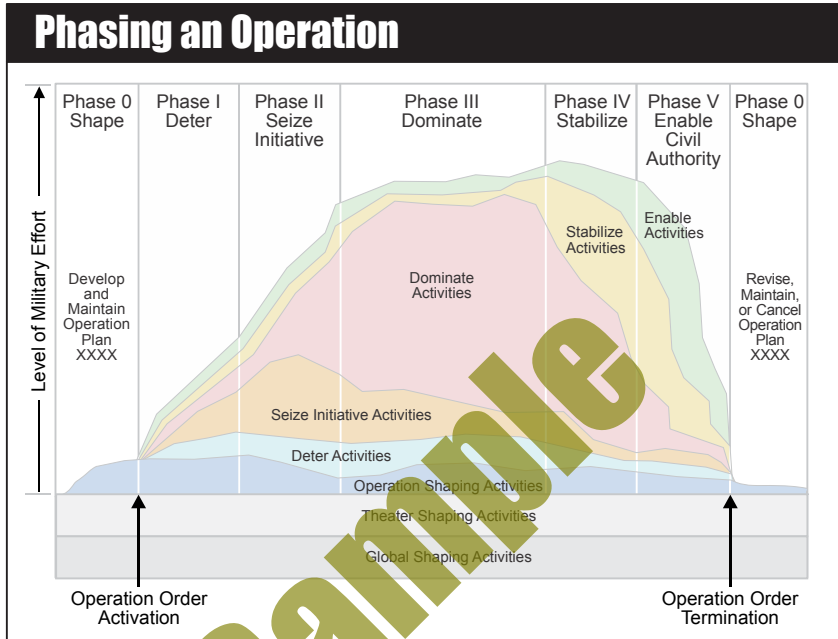 Phasing an Operation
Phase 0
Shape
Phase I
Deter
Phase II
Seize
Initiative
Phase III
Dominate
Phase IV
Stabilize
Phase V
Enable
Civil
Authority
Phase 0
Shape
Level of Military Effort
Develop
and
Maintain
Operation
Plan
XXXX
Enable
Activities
Stabilize
Activities
Dominate
Activities
Revise,
Maintain,
or Cancel
Operation
Plan
XXXX
Seize Initiative Activities
Deter Activities
Operation Shaping Activities
Theater Shaping Activities
Global Shaping Activities
Operation Order
Activation
Operation Order
Termination
Sample